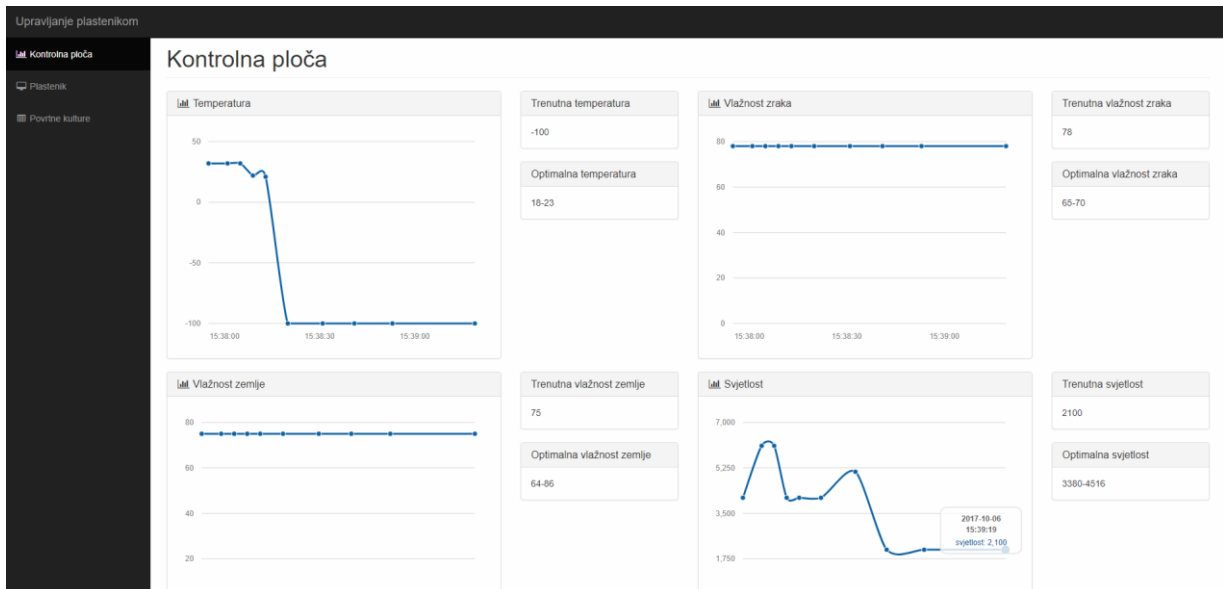 Upravljanje plastenikom
Kontrolna ploča
Plastenik
Povrtne kulture
Kontrolna ploča
Temperatura
50
0
-50
-100
15:38:00 15:38:30 15:39:00
Trenutna temperatura
-100
Optimalna temperatura
18-23
Vlažnost zraka
80
60
40
20
0
15:38:00 15:38:30 15:39:00
Trenutna vlažnost zraka
78
Optimalna vlažnost zraka
65-70
Vlažnost zemlje
80
60
40
20
Trenutna vlažnost zemlje
75
Optimalna vlažnost zemlje
64-86
Svjetlost
7,000
5,250
3,500
1,750
2017-10-06
15:39:19
svjetlost: 2,100
Trenutna svjetlost
2100
Optimalna svjetlost
3380-4516